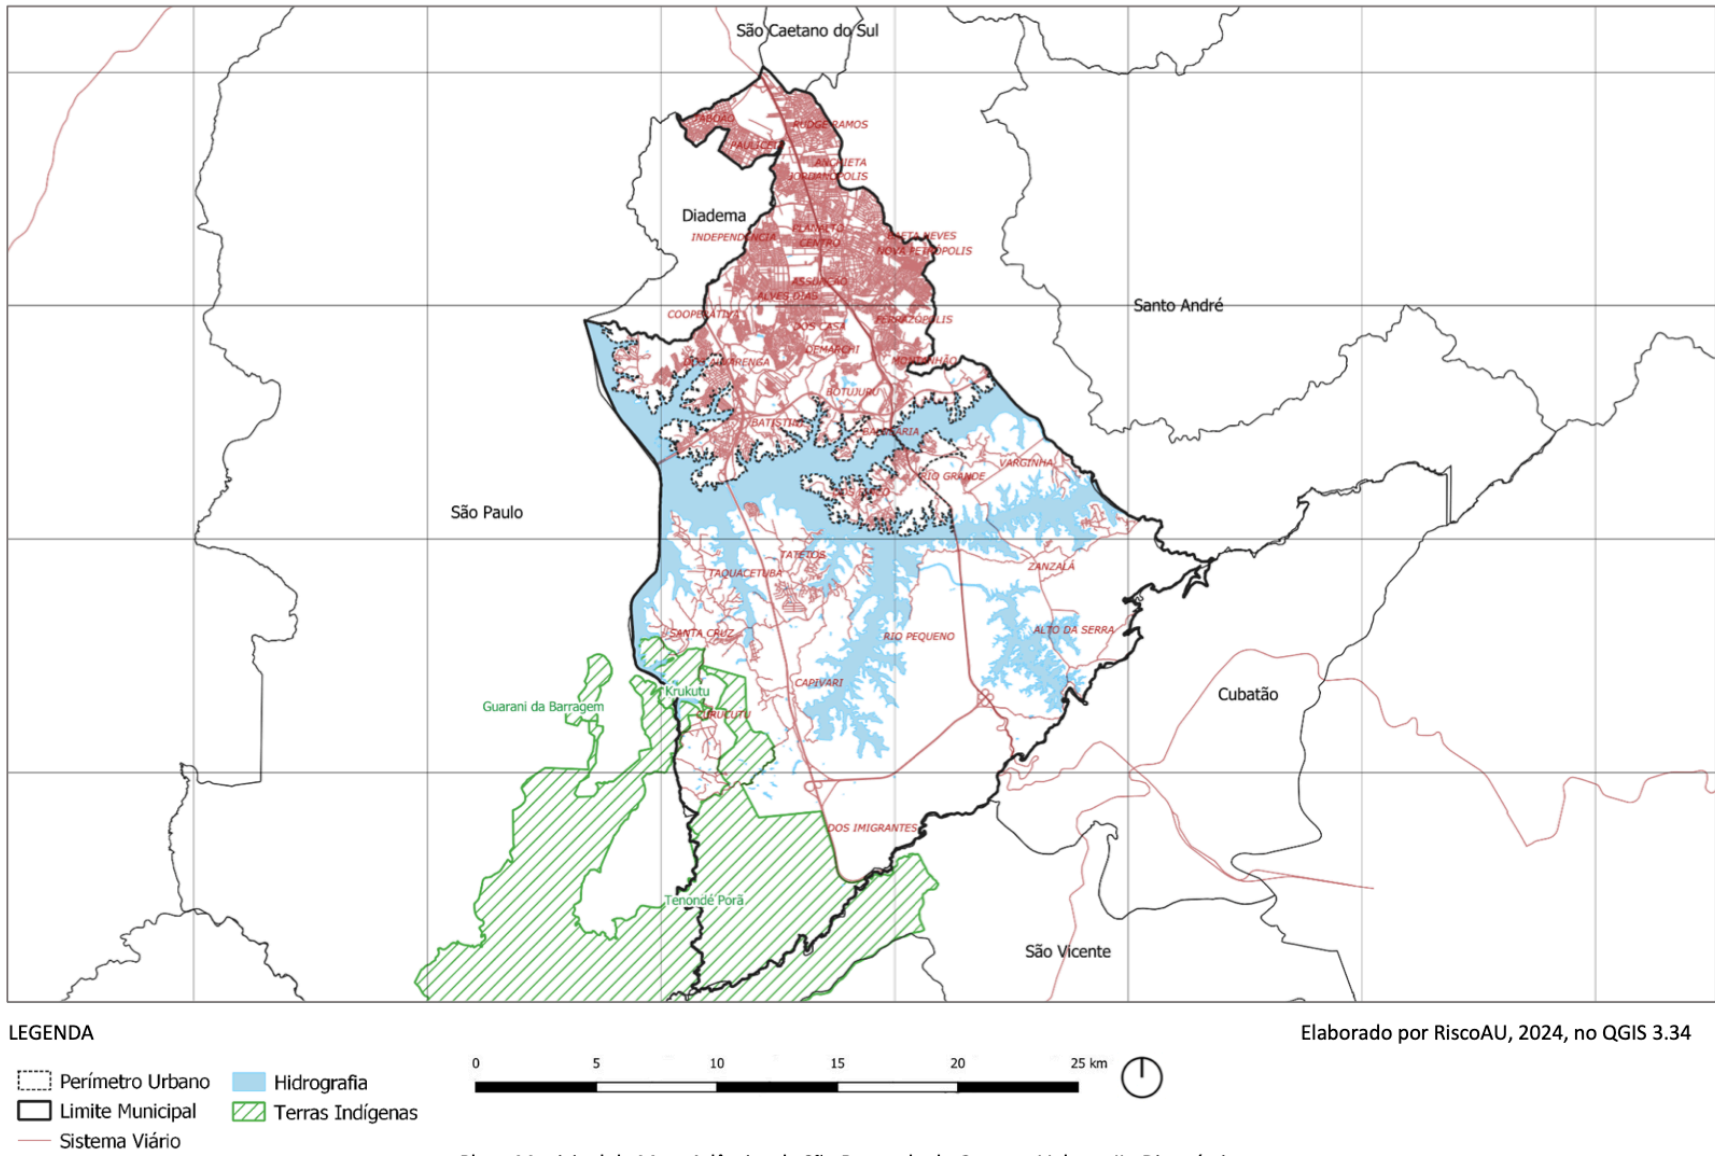 São Caetano do Sul
RUDGE RAMOS
ANCHIETA
JORDANÓPOLIS
Diadema
INDEPENDÊNCIA
PLANALTO
CENTRO
BAETA NEVES
NOVA PETRÓPOLIS
ASSUNÇÃO
ALVES DIAS
Santo André
COOPERATIVA
DOS CASA
FERRAZÓPOLIS
DEMARCHI
MONTANHÃO
BOTUJURU
BATISTINI
BALNEÁRIA
VARGINHA
RIO GRANDE
São Paulo
TATETOS
ZANZALÁ
TAQUACETUBA
SANTA CRUZ
RIO PEQUENO
ALTO DA SERRA
CAPIVARI
Krukutu
Cubatão
Guarani da Barragem
CURUCUTU
DOS IMIGRANTES
Tenondé Porã
São Vicente
LEGENDA
Elaborado por RiscoAU, 2024, no QGIS 3.34
0 5 10 15 20 25 km
Perímetro Urbano
Hidrografia
Limite Municipal
Terras Indígenas
Sistema Viário